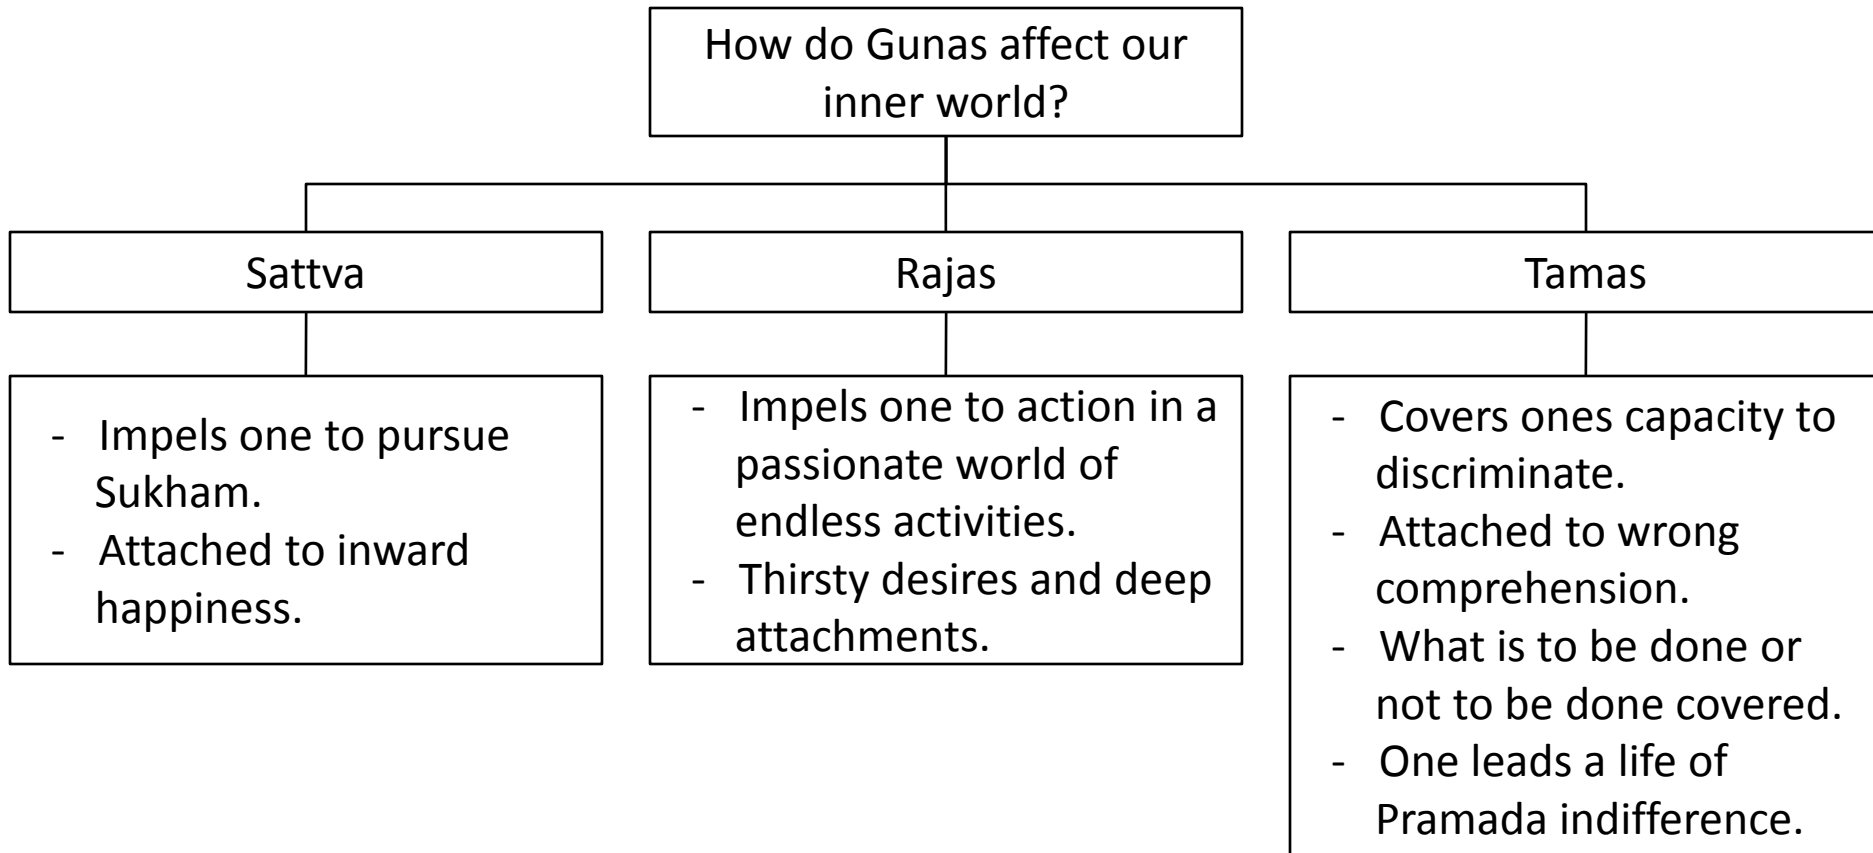 How do Gunas affect our
inner world?
Sattva
Rajas
Tamas
- Impels one to pursue
Sukham.
- Attached to inward
happiness.
- Impels one to action in a
passionate world of
endless activities.
- Thirsty desires and deep
attachments.
- Covers ones capacity to
discriminate.
- Attached to wrong
comprehension.
- What is to be done or
not to be done covered.
- One leads a life of
Pramada indifference.